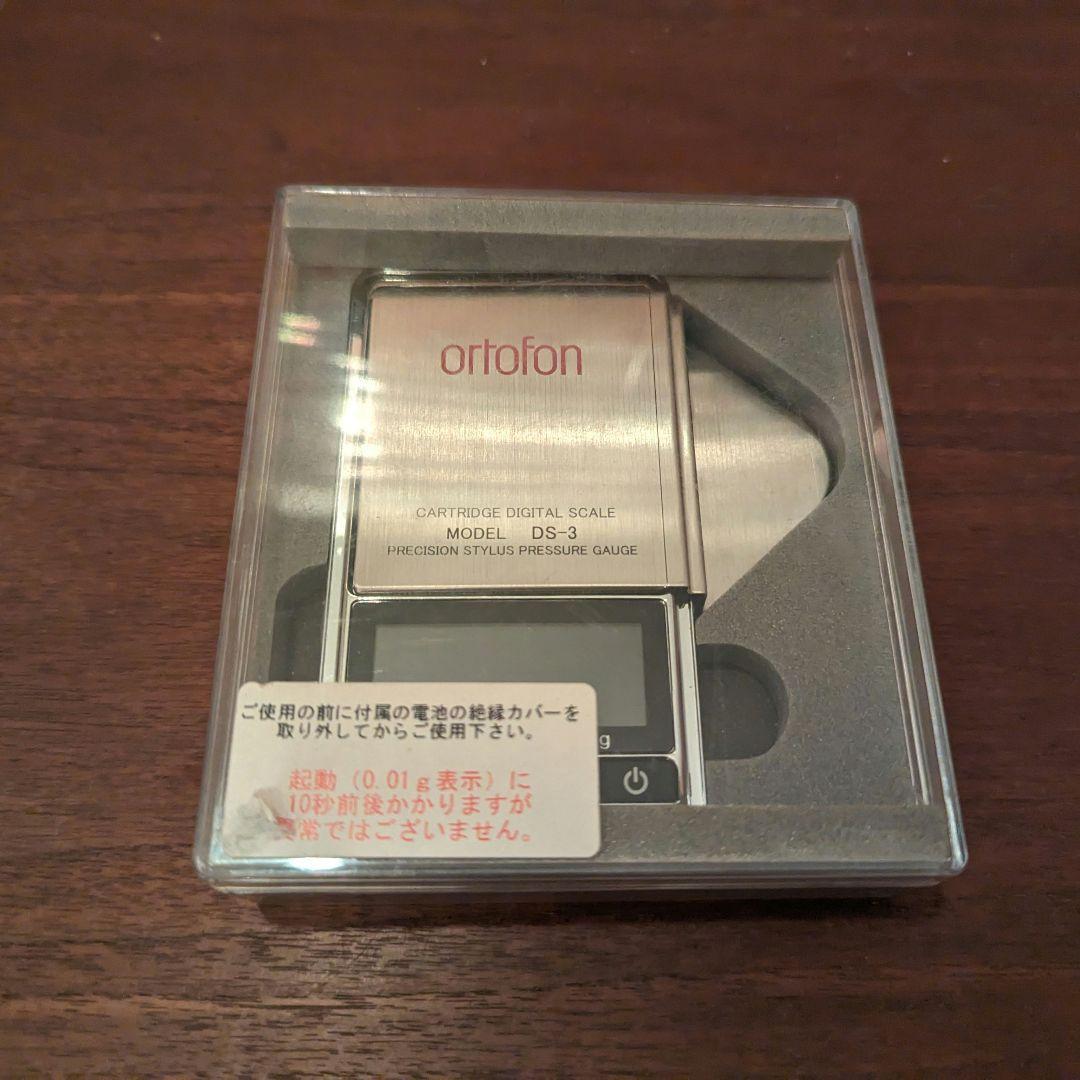 ortofon
CARTRIDGE DIGITAL SCALE
MODEL DS-3
PRECISION STYLUS PRESSURE GAUGE
g
ご使用の前に付属の電池の絶縁カバーを
取り外してからご使用下さい。
起動（0.01ｇ表示）に
10秒前後かかりますが
異常ではございません。